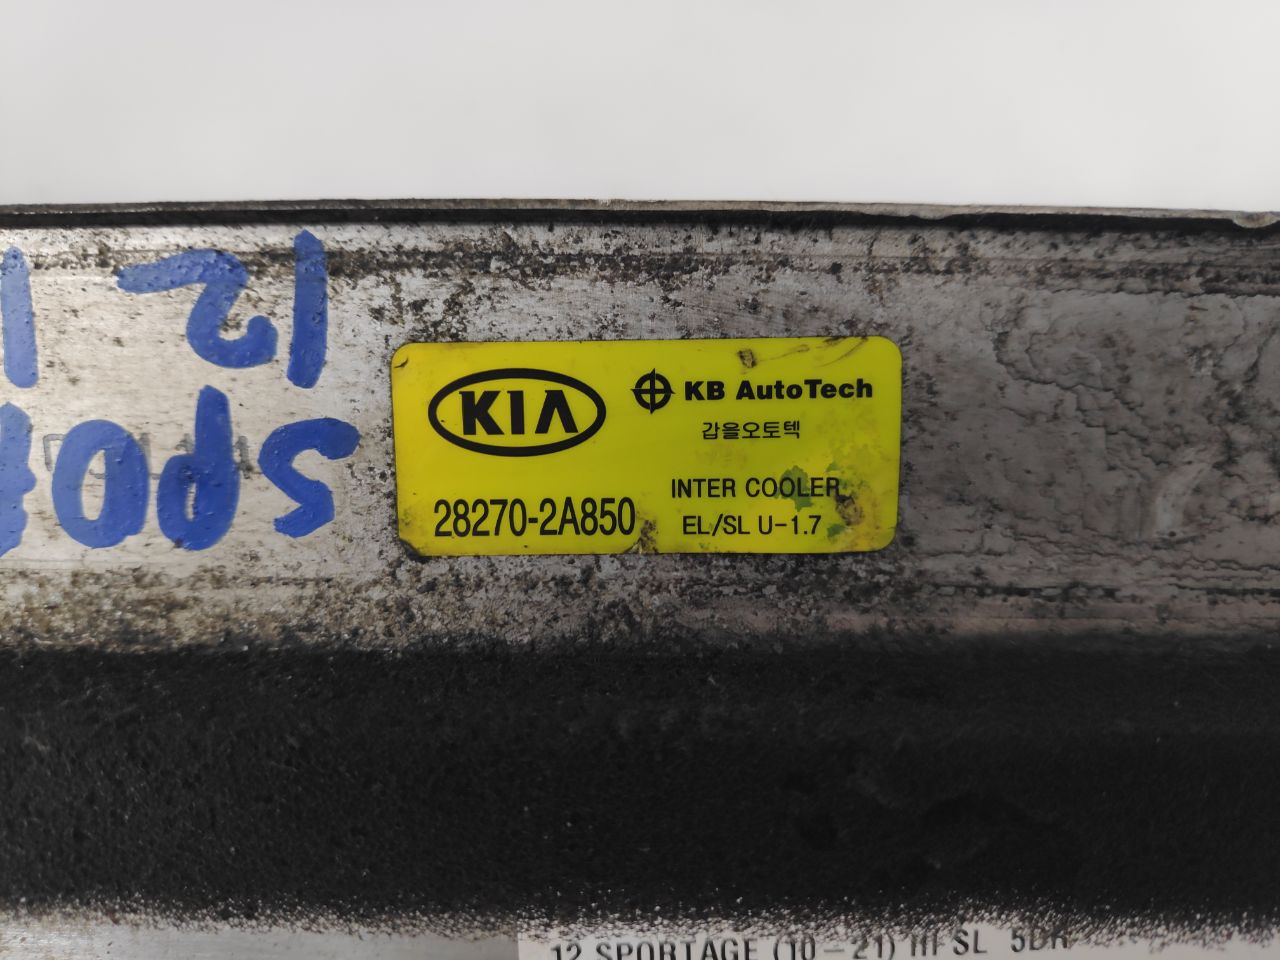 12
SPO
KIA
KB AutoTech
갑을오토텍
28270-2A850
INTER COOLER
EL/SL U-1.7
12 SPORTAGE (10-21) III SL 5DR